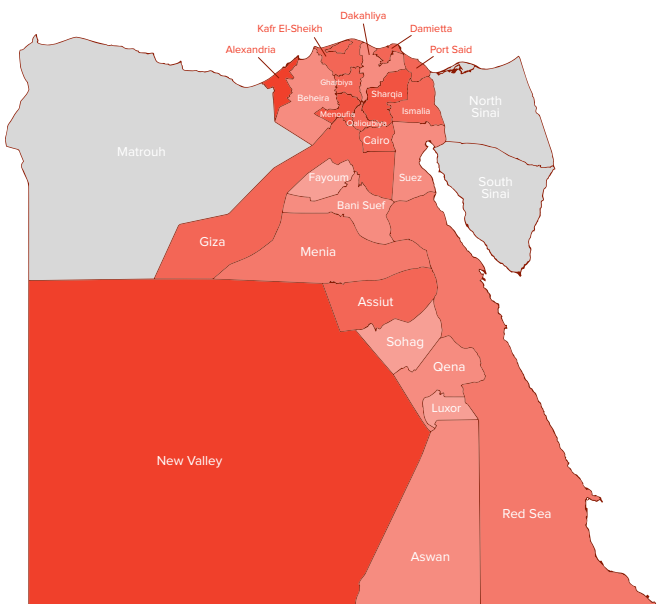 Dakahliya
Kafr El-Sheikh
Damietta
Alexandria
Port Said
Gharbiya
Beheira
Sharqia
North
Sinai
Menoufia
Ismalia
Qalioubiya
Cairo
Matrouh
Fayoum
Suez
South
Sinai
Bani Suef
Giza
Menia
Assiut
Sohag
Qena
Luxor
New Valley
Red Sea
Aswan